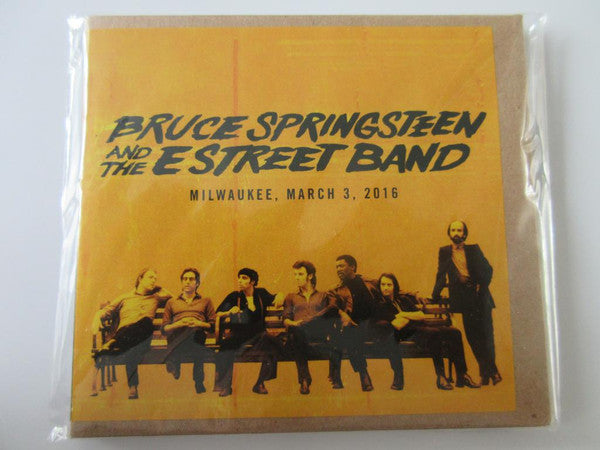 BRUCE SPRINGSTEEN
AND THE E STREET BAND
MILWAUKEE, MARCH 3, 2016